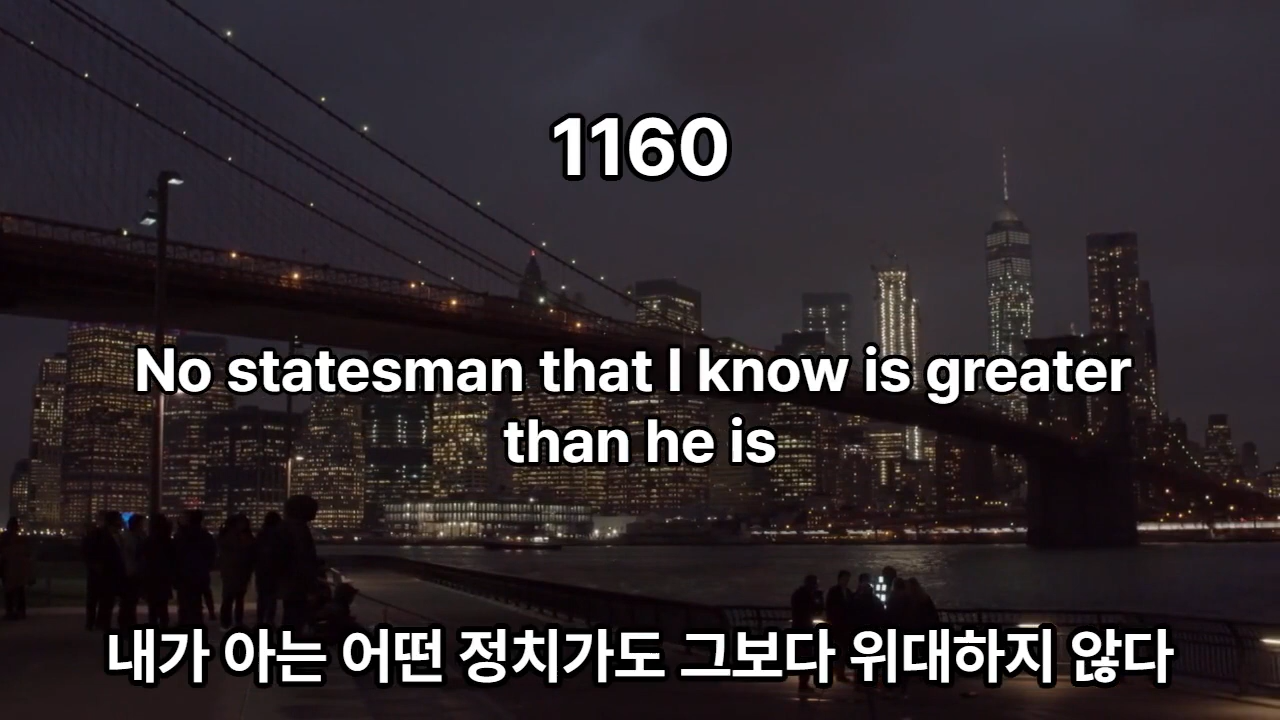 1160
No statesman that I know is greater
than he is
내가 아는 어떤 정치가도 그보다 위대하지 않다